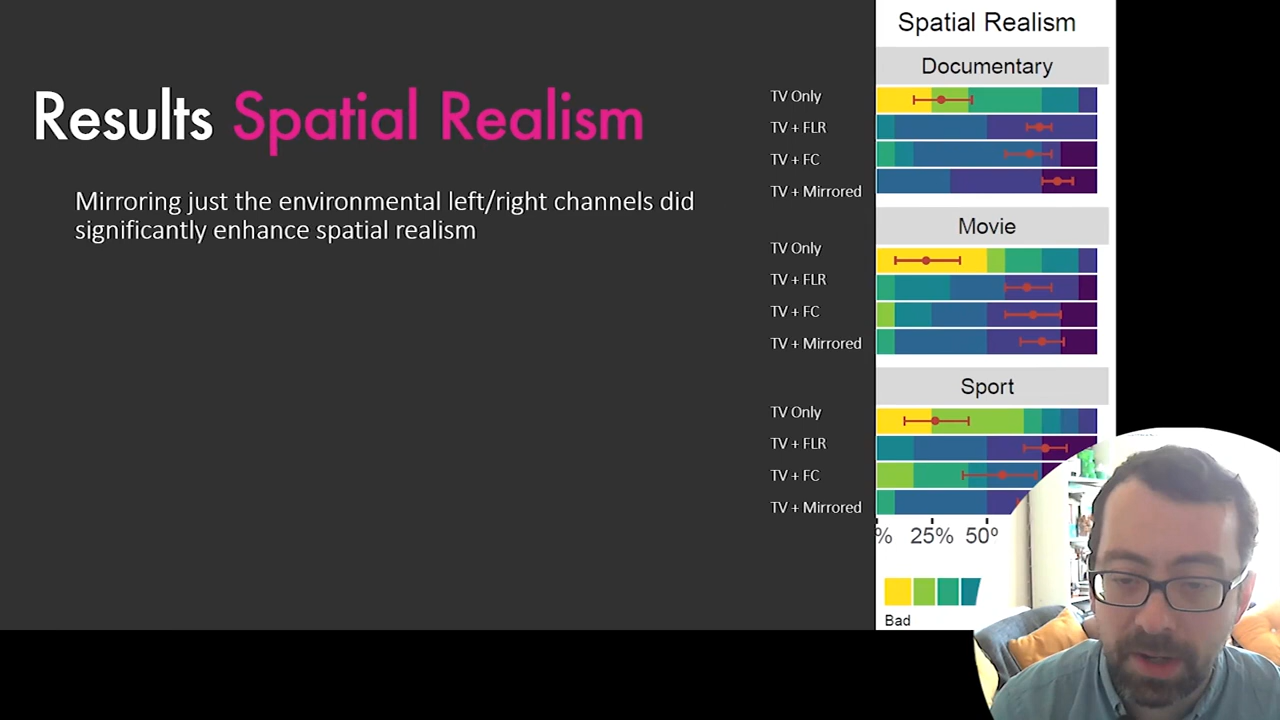 Results Spatial Realism
Mirroring just the environmental left/right channels did
significantly enhance spatial realism
Spatial Realism
Documentary
TV Only
TV + FLR
TV + FC
TV + Mirrored
Movie
TV Only
TV + FLR
TV + FC
TV + Mirrored
Sport
TV Only
TV + FLR
TV + FC
TV + Mirrored
% 25% 50
Bad